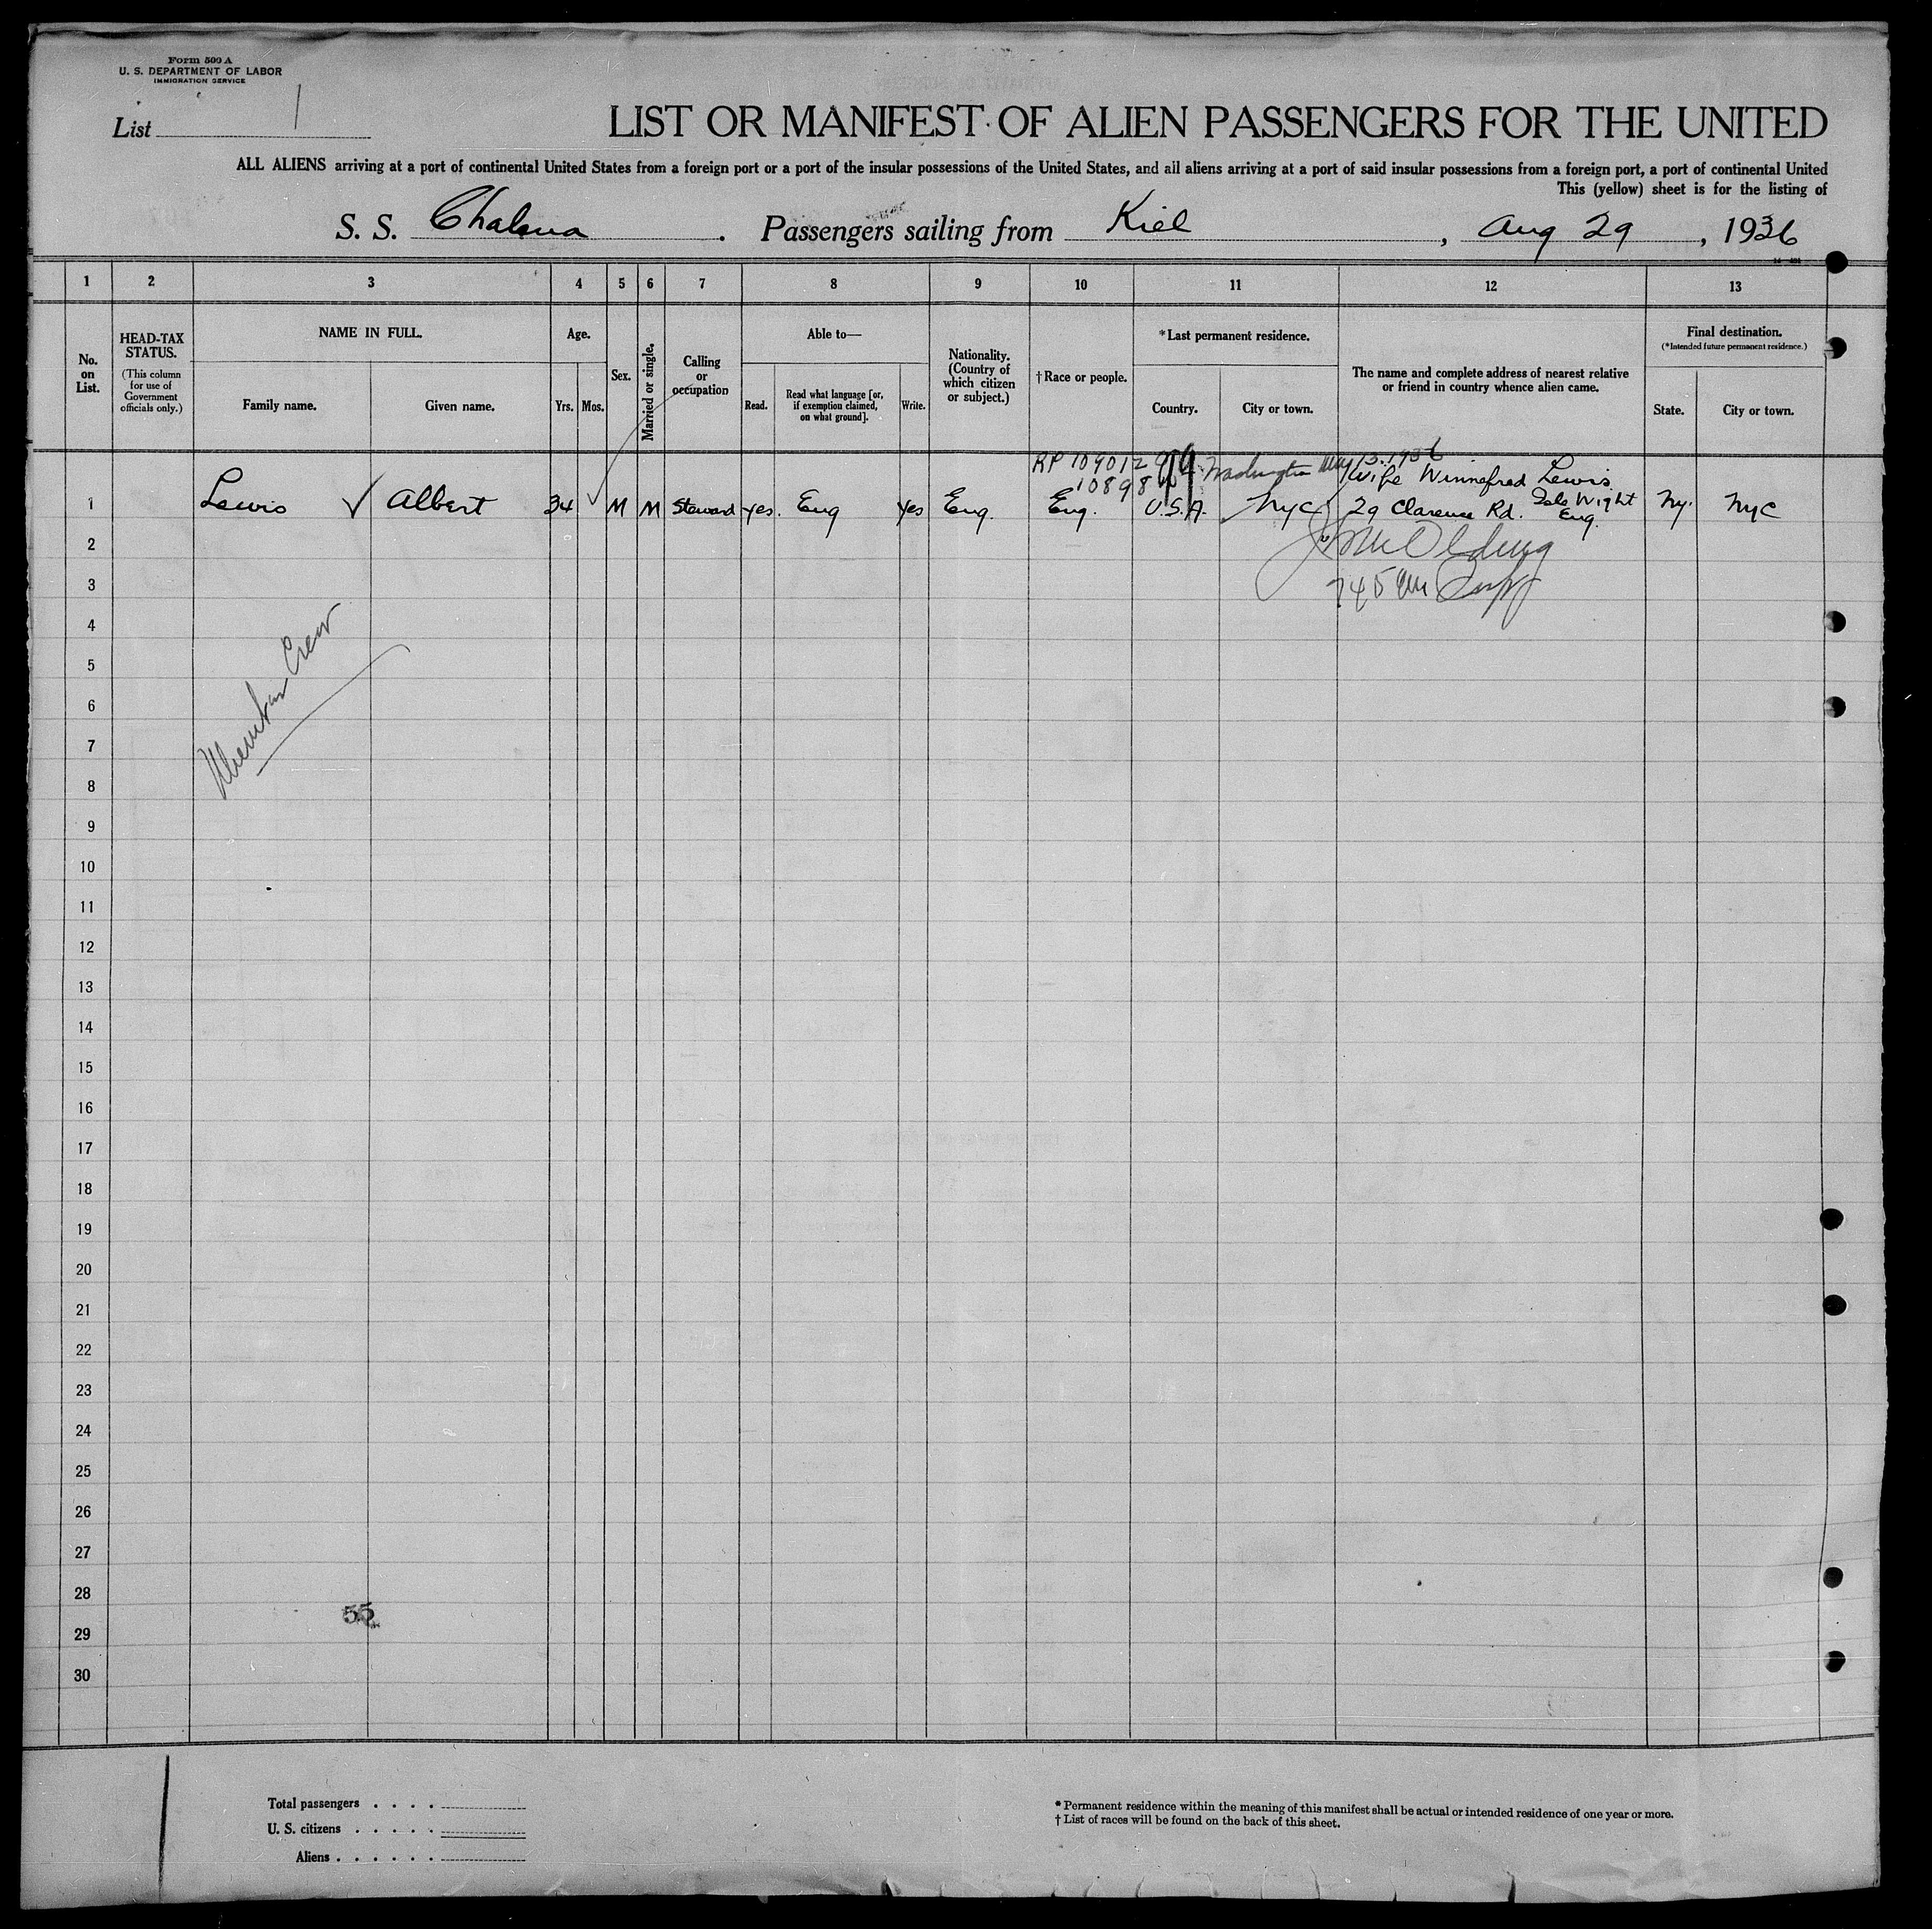 Form 500 A
U. S. DEPARTMENT OF LABOR
IMMIGRATION SERVICE
List 1
LIST OR MANIFEST OF ALIEN PASSENGERS FOR THE UNITED
ALL ALIENS arriving at a port of continental United States from a foreign port or a port of the insular possessions of the United States, and all aliens arriving at a port of said insular possessions from a foreign port, a port of continental United
This (yellow) sheet is for the listing of
S. S. Chalena. Passengers sailing from Kiel, Aug 29, 1936
1 2 3 4 5 6 7 8 9 10 11 12 13
No. on List.
HEAD-TAX STATUS.
(This column for use of Government officials only.)
NAME IN FULL.
Family name. Given name.
Age.
Yrs. Mos.
Sex.
Married or single.
Calling or occupation
Able to—
Read. Read what language [or, if exemption claimed, on what ground]. Write.
Nationality. (Country of which citizen or subject.)
†Race or people.
*Last permanent residence.
Country. City or town.
The name and complete address of nearest relative or friend in country whence alien came.
Final destination.
(*Intended future permanent residence.)
State. City or town.
RP 109012 Washington 1936
10898
1 Lewis ✓ Albert 34 ✓ M M Steward yes. Eng yes Eng. Eng. U.S.A. NYC Wife Winnefred Lewis 29 Clarence Rd. Isle Wight Eng. NY. NYC
2
3
745 am
4
5
6
7
8
Member Crew
9
10
11
12
13
14
15
16
17
18
19
20
21
22
23
24
25
26
27
28
55
29
30
Total passengers . . . .
U. S. citizens . . . . .
Aliens . . . . . .
* Permanent residence within the meaning of this manifest shall be actual or intended residence of one year or more.
† List of races will be found on the back of this sheet.